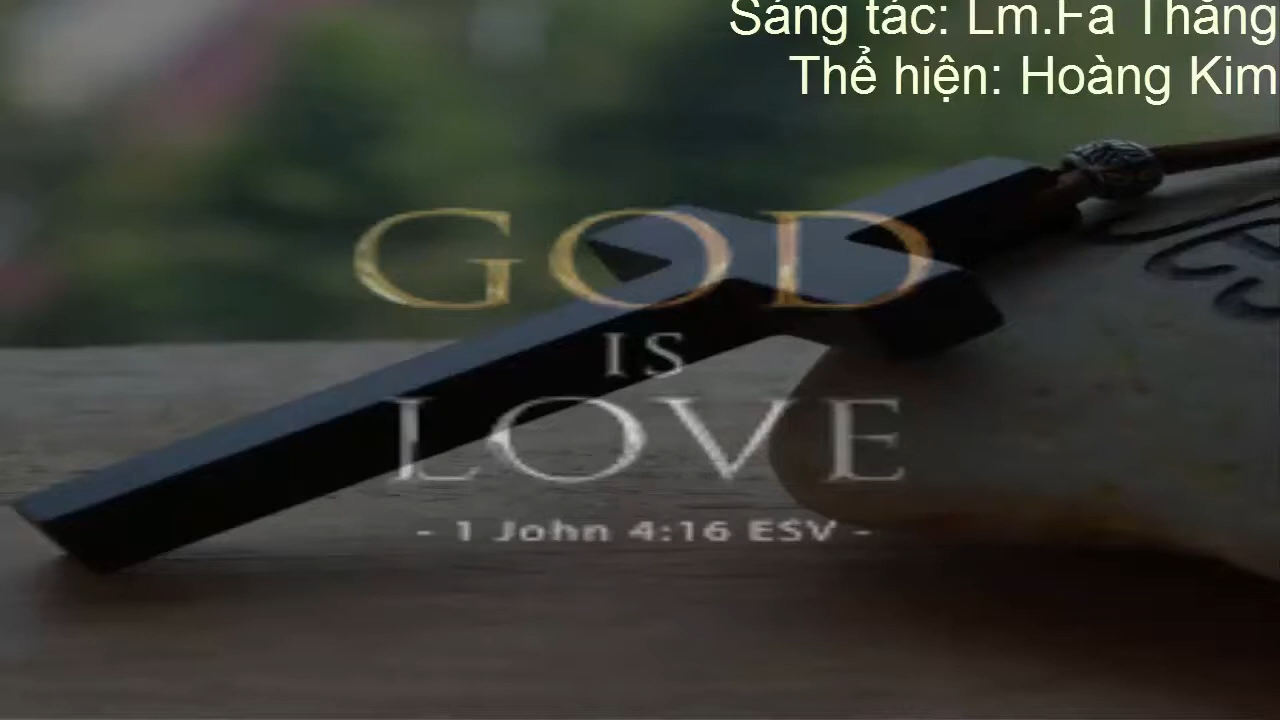 Sáng tác: Lm.Fa Thăng
Thể hiện: Hoàng Kim
GOD
IS
LOVE
- 1 John 4:16 ESV -